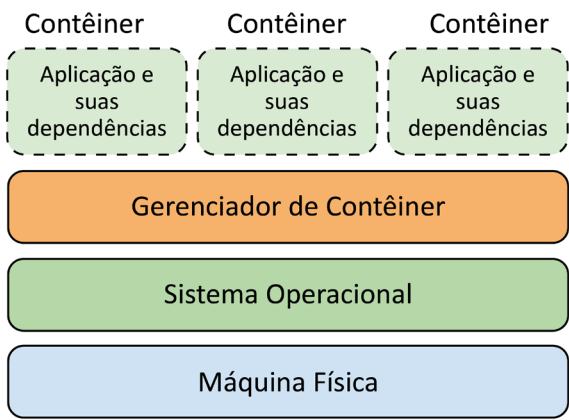 Contêiner Contêiner Contêiner
Aplicação e
suas
dependências
Aplicação e
suas
dependências
Aplicação e
suas
dependências
Gerenciador de Contêiner
Sistema Operacional
Máquina Física